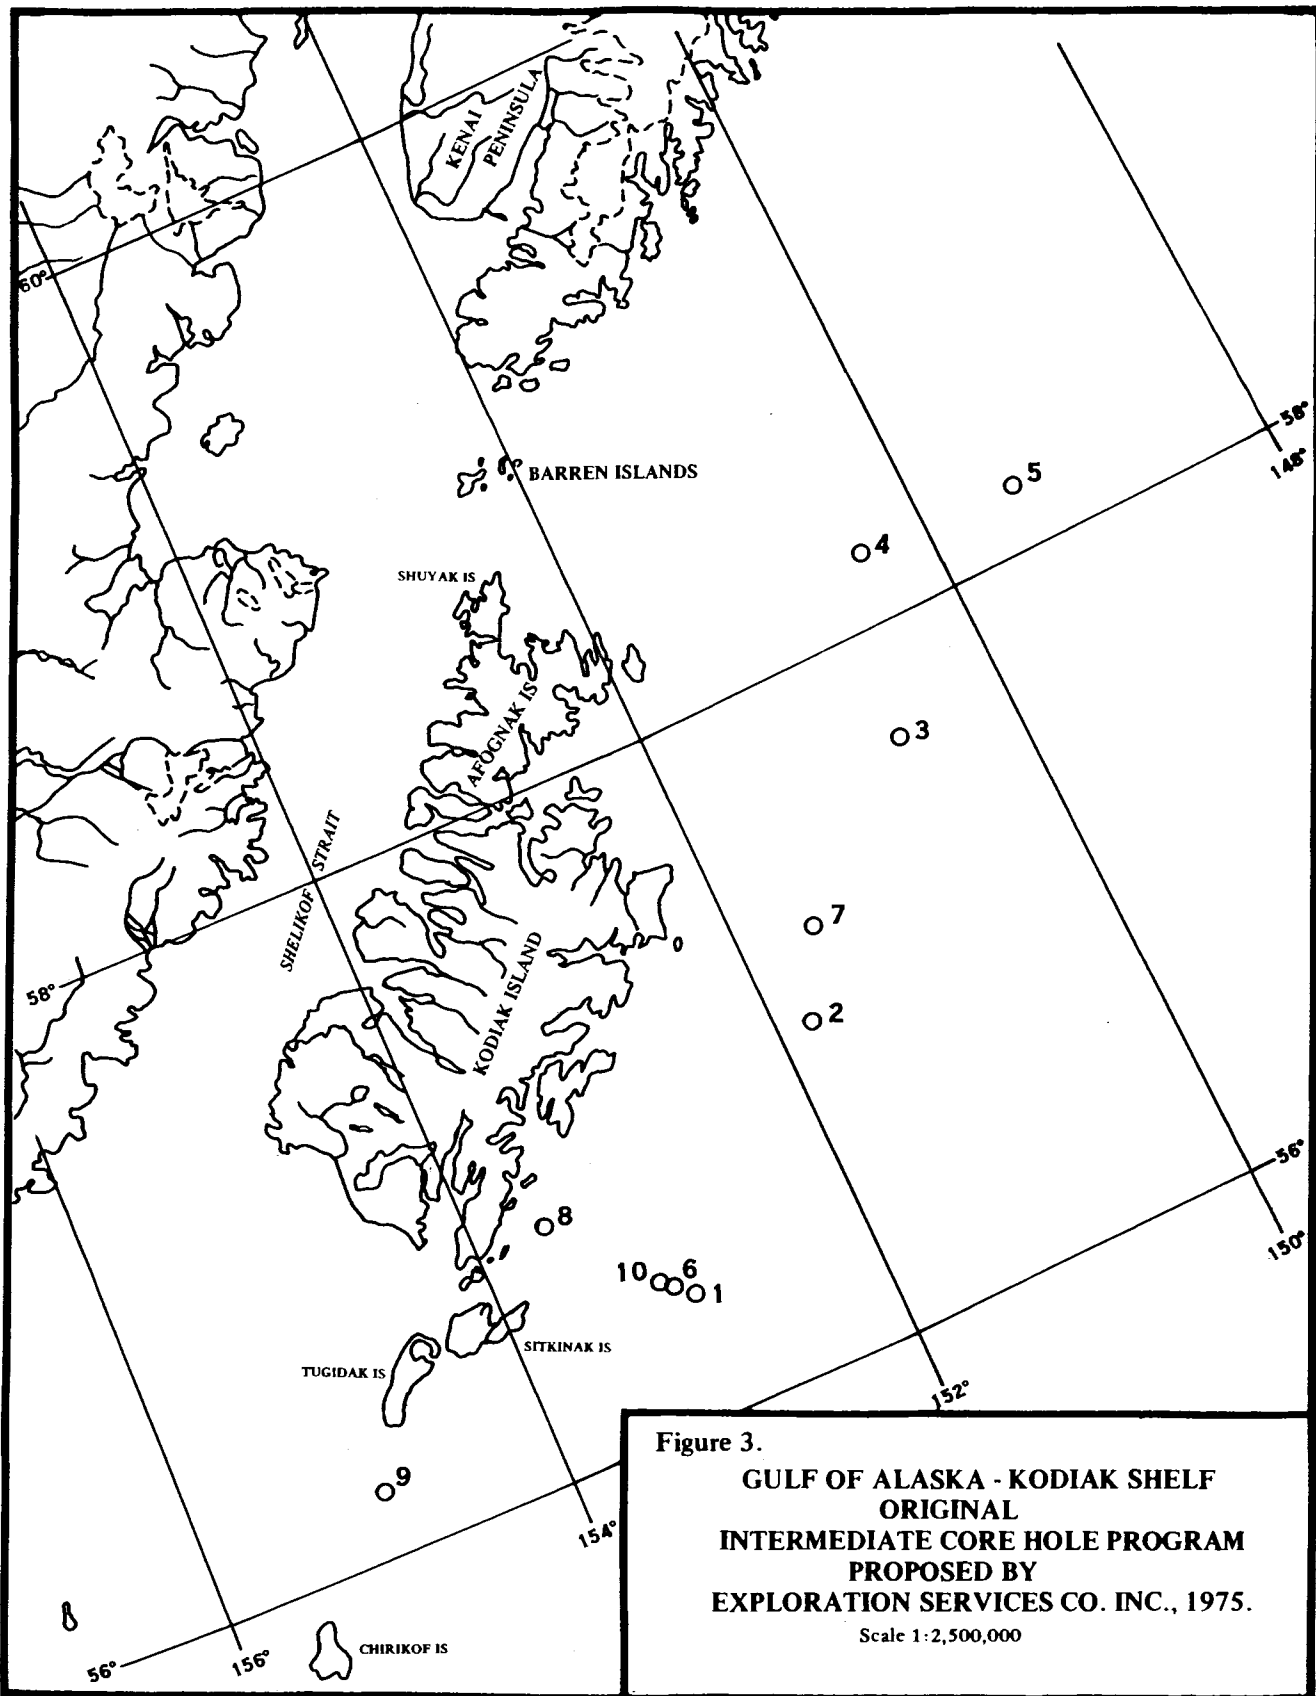 KENAI
PENINSULA
60°
BARREN ISLANDS
58°
148°
5
4
SHUYAK IS
AFOGNAK IS
3
SHELIKOF STRAIT
7
58°
KODIAK ISLAND
2
56°
150°
8
10
6
1
SITKINAK IS
TUGIDAK IS
152°
9
154°
56°
156°
CHIRIKOF IS
Figure 3.
GULF OF ALASKA - KODIAK SHELF
ORIGINAL
INTERMEDIATE CORE HOLE PROGRAM
PROPOSED BY
EXPLORATION SERVICES CO. INC., 1975.
Scale 1:2,500,000